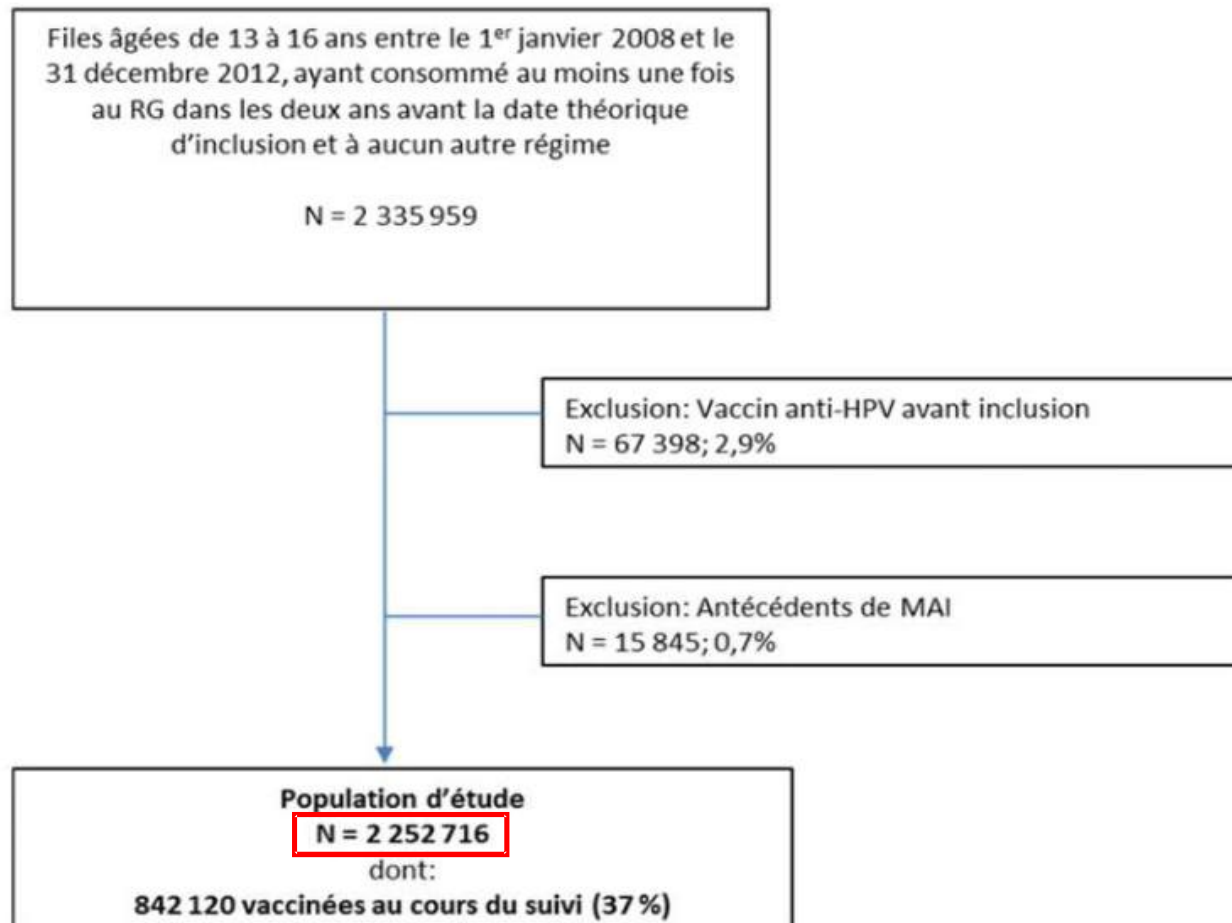 Files âgées de 13 à 16 ans entre le 1er janvier 2008 et le
31 décembre 2012, ayant consommé au moins une fois
au RG dans les deux ans avant la date théorique
d'inclusion et à aucun autre régime
N = 2 335 959
Exclusion: Vaccin anti-HPV avant inclusion
N = 67 398; 2,9%
Exclusion: Antécédents de MAI
N = 15 845; 0,7%
Population d'étude
N = 2 252 716
dont:
842 120 vaccinées au cours du suivi (37 %)